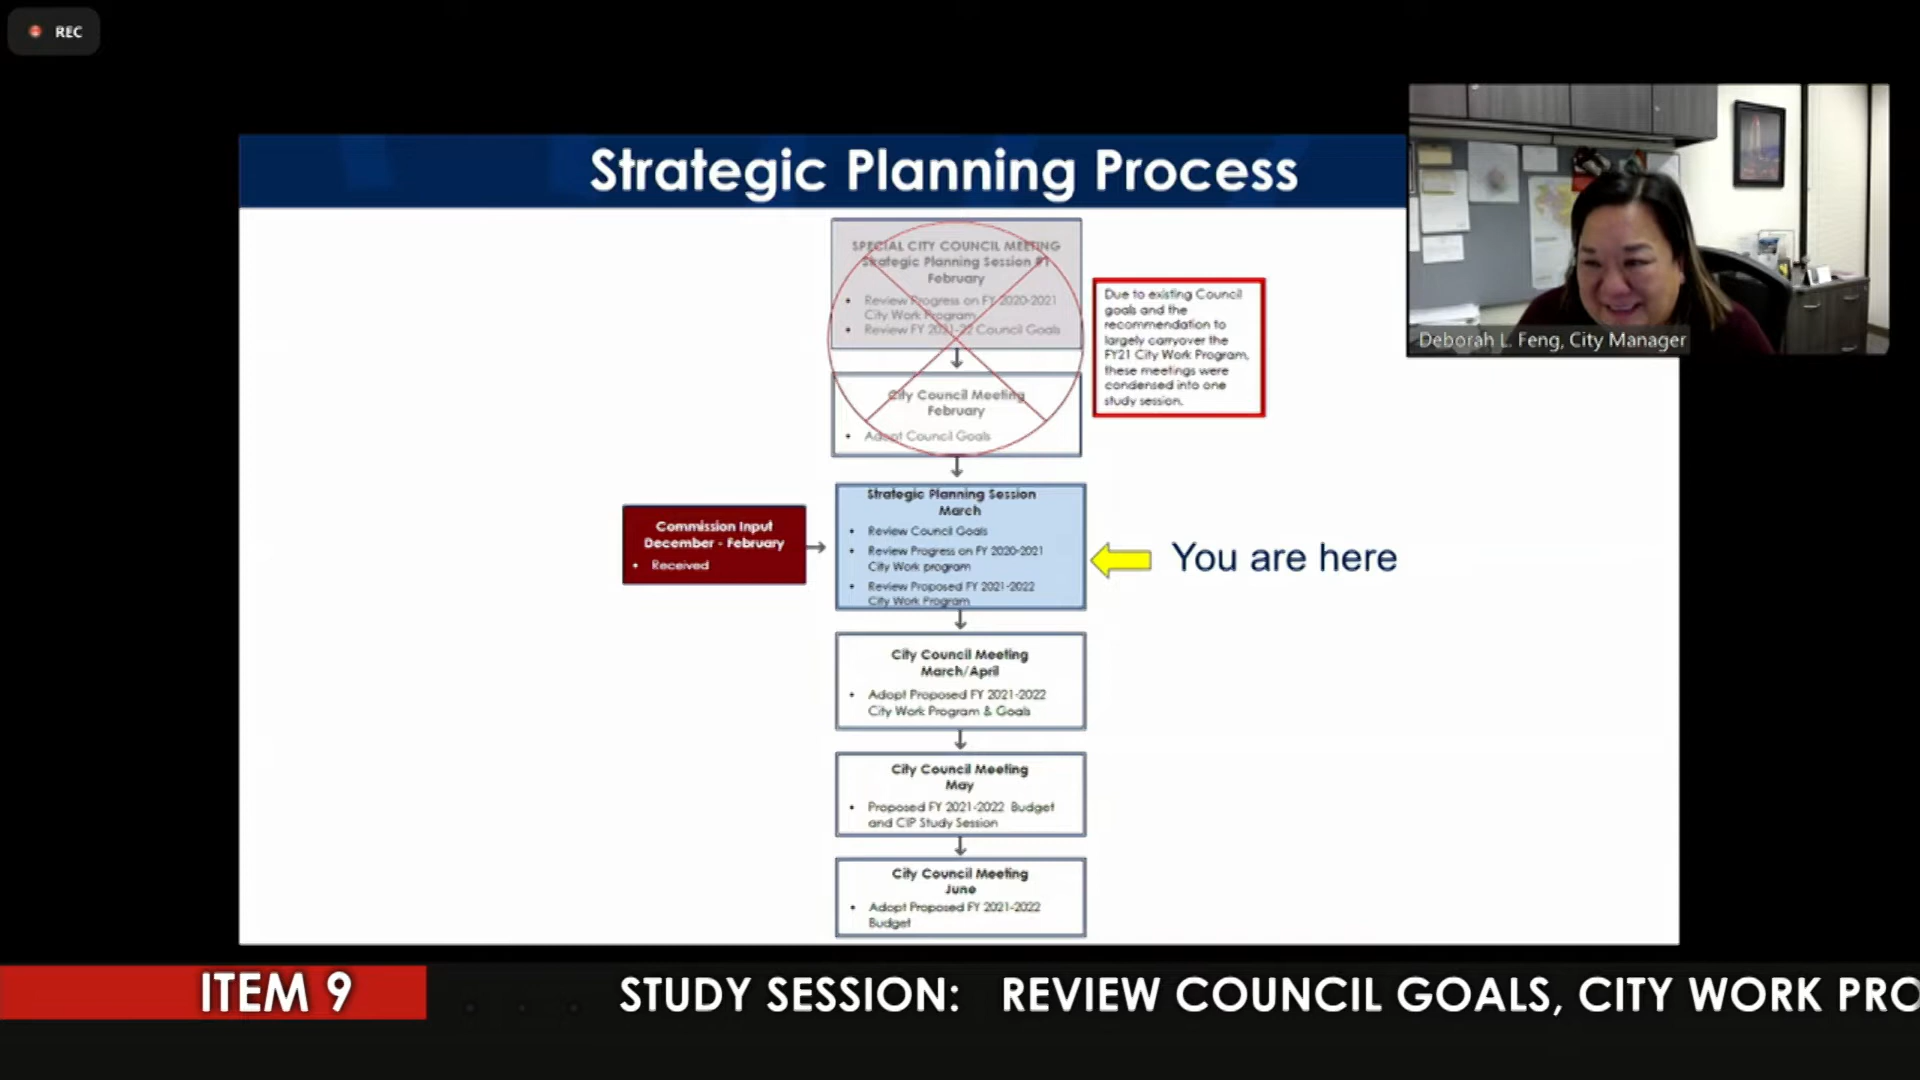 REC
Strategic Planning Process
SPECIAL CITY COUNCIL MEETING
Strategic Planning Session #1
February
• Review Progress on FY 2020-2021
City Work Program
• Review FY 2021-22 Council Goals
Due to existing Council
goals and the
recommendation to
largely carryover the
FY21 City Work Program,
these meetings were
condensed into one
study session.
Deborah L. Feng, City Manager
City Council Meeting
February
• Adopt Council Goals
Commission Input
December - February
• Received
Strategic Planning Session
March
• Review Council Goals
• Review Progress on FY 2020-2021
City Work program
• Review Proposed FY 2021-2022
City Work Program
You are here
City Council Meeting
March/April
• Adopt Proposed FY 2021-2022
City Work Program & Goals
City Council Meeting
May
• Proposed FY 2021-2022 Budget
and CIP Study Session
City Council Meeting
June
• Adopt Proposed FY 2021-2022
Budget
ITEM 9
STUDY SESSION: REVIEW COUNCIL GOALS, CITY WORK PRO